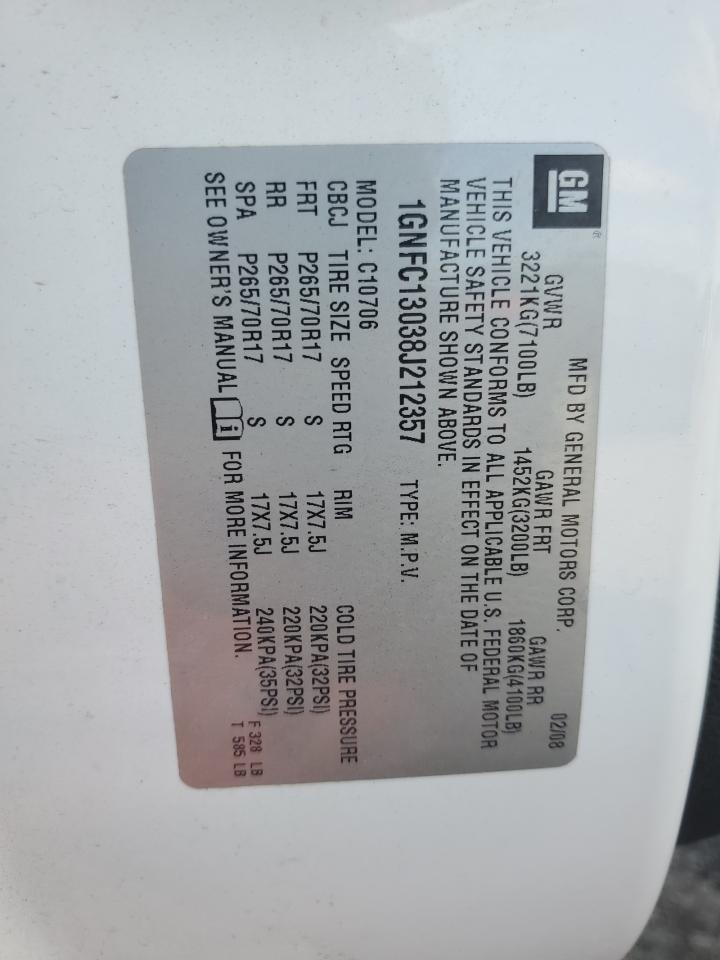 GM®
MFD BY GENERAL MOTORS CORP. 02/08
GVWR GAWR FRT GAWR RR
3221KG(7100LB) 1452KG(3200LB) 1860KG(4100LB)
THIS VEHICLE CONFORMS TO ALL APPLICABLE U.S. FEDERAL MOTOR
VEHICLE SAFETY STANDARDS IN EFFECT ON THE DATE OF
MANUFACTURE SHOWN ABOVE.
1GNFC13038J212357 TYPE: M.P.V.
MODEL: C10706
CBCJ TIRE SIZE SPEED RTG RIM COLD TIRE PRESSURE
FRT P265/70R17 S 17X7.5J 220KPA(32PSI)
RR P265/70R17 S 17X7.5J 220KPA(32PSI)
SPA P265/70R17 S 17X7.5J 240KPA(35PSI)
SEE OWNER'S MANUAL i FOR MORE INFORMATION.
F 328 LB
T 585 LB